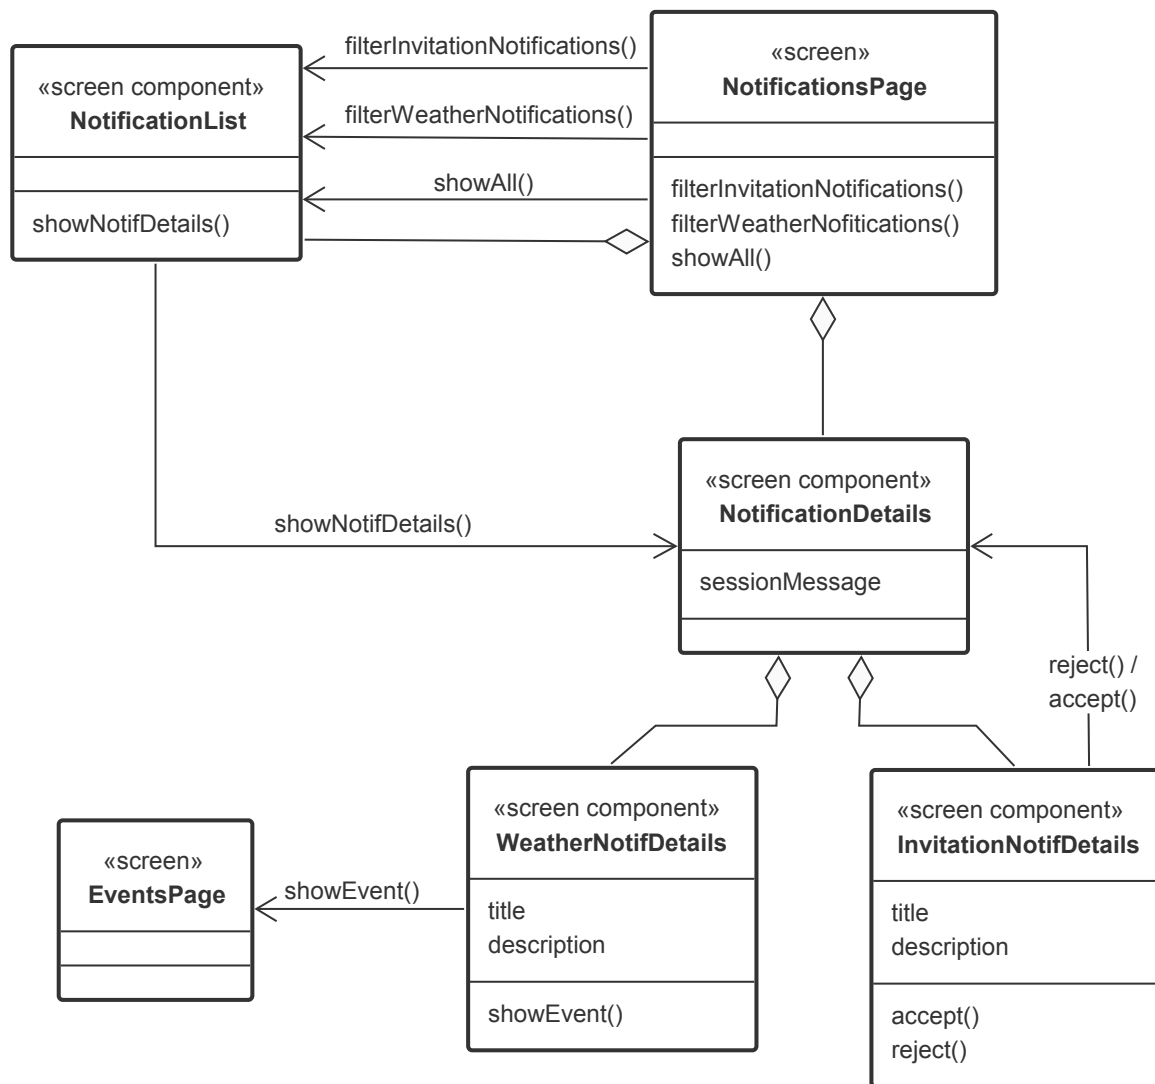 «screen component»
NotificationList
showNotifDetails()
filterInvitationNotifications()
filterWeatherNotifications()
showAll()
«screen»
NotificationsPage
filterInvitationNotifications()
filterWeatherNofitications()
showAll()
showNotifDetails()
«screen component»
NotificationDetails
sessionMessage
reject() /
accept()
«screen»
EventsPage
showEvent()
«screen component»
WeatherNotifDetails
title
description
showEvent()
«screen component»
InvitationNotifDetails
title
description
accept()
reject()